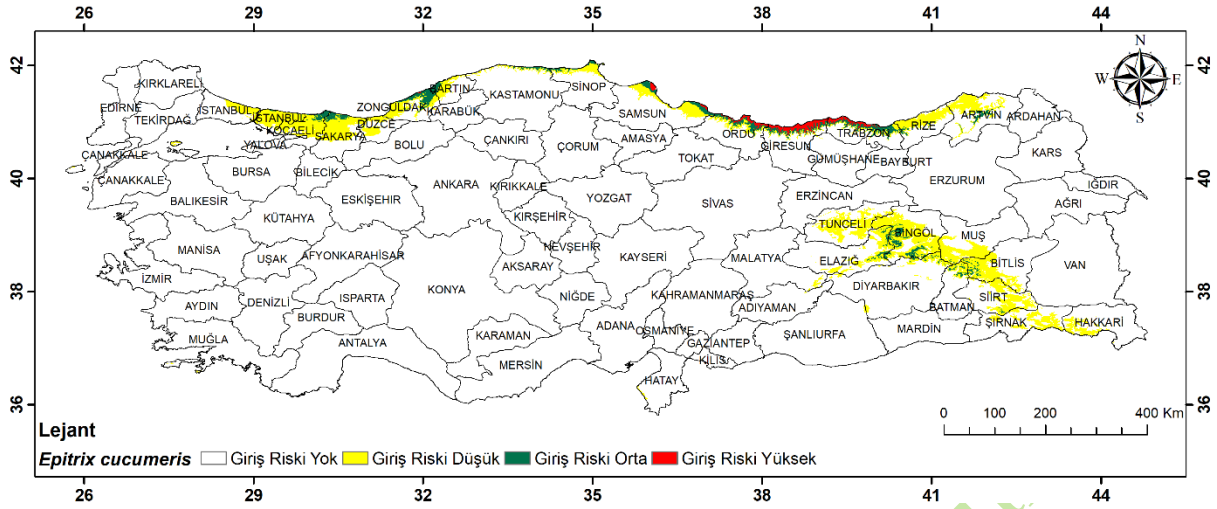 26 29 32 35 38 41 44
42 42
40 40
38 38
36 36
N
W E
S
KIRKLARELİ
EDİRNE
TEKİRDAĞ
İSTANBUL
İSTANBUL
KOCAELİ
YALOVA
SAKARYA
DÜZCE
ZONGULDAK
BARTIN
KARABÜK
KASTAMONU
SİNOP
SAMSUN
ORDU
GİRESUN
TRABZON
RİZE
ARTVİN
ARDAHAN
ÇANAKKALE
ÇANAKKALE
BURSA
BİLECİK
BOLU
ÇANKIRI
ÇORUM
AMASYA
TOKAT
GÜMÜŞHANE
BAYBURT
KARS
BALIKESİR
KÜTAHYA
ESKİŞEHİR
ANKARA
KIRIKKALE
YOZGAT
SİVAS
ERZİNCAN
ERZURUM
IĞDIR
AĞRI
MANİSA
UŞAK
AFYONKARAHİSAR
KIRŞEHİR
NEVŞEHİR
KAYSERİ
MALATYA
TUNCELİ
BİNGÖL
MUŞ
ELAZIĞ
BİTLİS
VAN
İZMİR
AYDIN
DENİZLİ
ISPARTA
BURDUR
KONYA
AKSARAY
NİĞDE
KAHRAMANMARAŞ
ADIYAMAN
DİYARBAKIR
BATMAN
SİİRT
ŞIRNAK
HAKKARİ
MUĞLA
ANTALYA
KARAMAN
MERSİN
ADANA
OSMANİYE
GAZİANTEP
KİLİS
ŞANLIURFA
MARDİN
HATAY
0 100 200 400 Km
Lejant
Epitrix cucumeris Giriş Riski Yok Giriş Riski Düşük Giriş Riski Orta Giriş Riski Yüksek
26 29 32 35 38 41 44